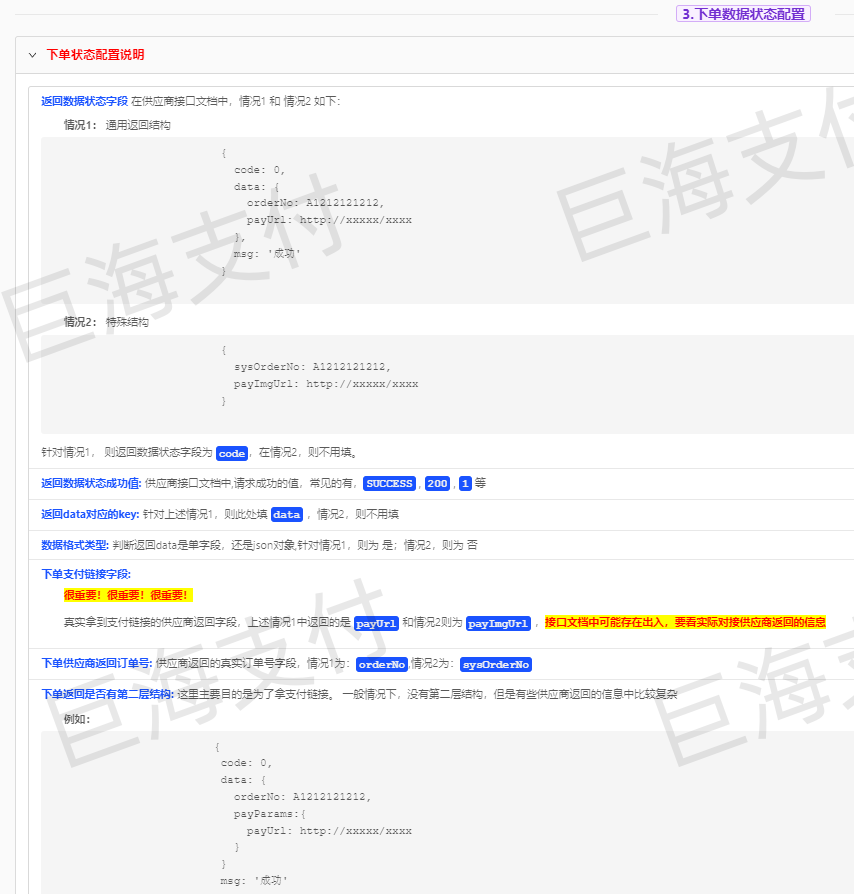 3.下单数据状态配置
下单状态配置说明
返回数据状态字段 在供应商接口文档中，情况1 和 情况2 如下：
情况1： 通用返回结构
{
code: 0,
data: {
orderNo: A1212121212,
payUrl: http://xxxxx/xxxx
},
msg: '成功'
}
情况2： 特殊结构
{
sysOrderNo: A1212121212,
payImgUrl: http://xxxxx/xxxx
}
针对情况1， 则返回数据状态字段为 code，在情况2，则不用填。
返回数据状态成功值: 供应商接口文档中,请求成功的值，常见的有，SUCCESS , 200 , 1 等
返回data对应的key: 针对上述情况1，则此处填 data ，情况2，则不用填
数据格式类型: 判断返回data是单字段，还是json对象,针对情况1，则为 是；情况2，则为 否
下单支付链接字段:
很重要！很重要！很重要！
真实拿到支付链接的供应商返回字段，上述情况1中返回的是 payUrl 和情况2则为 payImgUrl ，接口文档中可能存在出入，要看实际对接供应商返回的信息
下单供应商返回订单号: 供应商返回的真实订单号字段，情况1为：orderNo,情况2为：sysOrderNo
下单返回是否有第二层结构: 这里主要目的是为了拿支付链接。 一般情况下，没有第二层结构，但是有些供应商返回的信息中比较复杂
例如：
{
code: 0,
data: {
orderNo: A1212121212,
payParams:{
payUrl: http://xxxxx/xxxx
}
}
msg: '成功'
巨海支付
巨海支付
巨海支付
巨海支